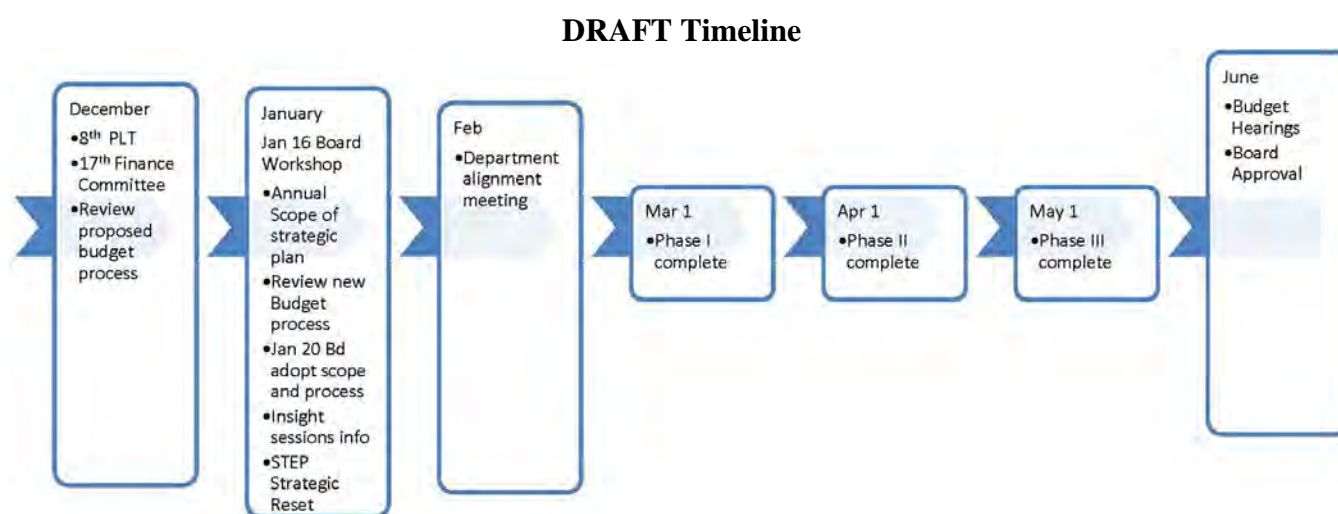 DRAFT Timeline
December
•8th PLT
•17th Finance
Committee
•Review
proposed
budget
process
January
Jan 16 Board
Workshop
•Annual
Scope of
strategic
plan
•Review new
Budget
process
•Jan 20 Bd
adopt scope
and process
•Insight
sessions info
•STEP
Strategic
Reset
Feb
•Department
alignment
meeting
Mar 1
•Phase I
complete
Apr 1
•Phase II
complete
May 1
•Phase III
complete
June
•Budget
Hearings
•Board
Approval